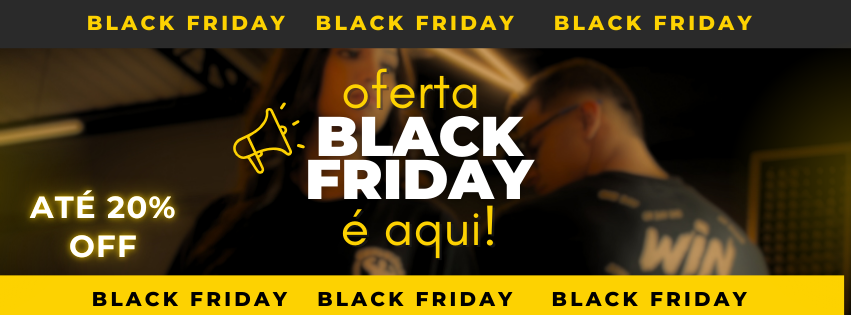 BLACK FRIDAY BLACK FRIDAY BLACK FRIDAY
oferta
BLACK
FRIDAY
é aqui!
ATÉ 20%
OFF
WiN
BLACK FRIDAY BLACK FRIDAY BLACK FRIDAY